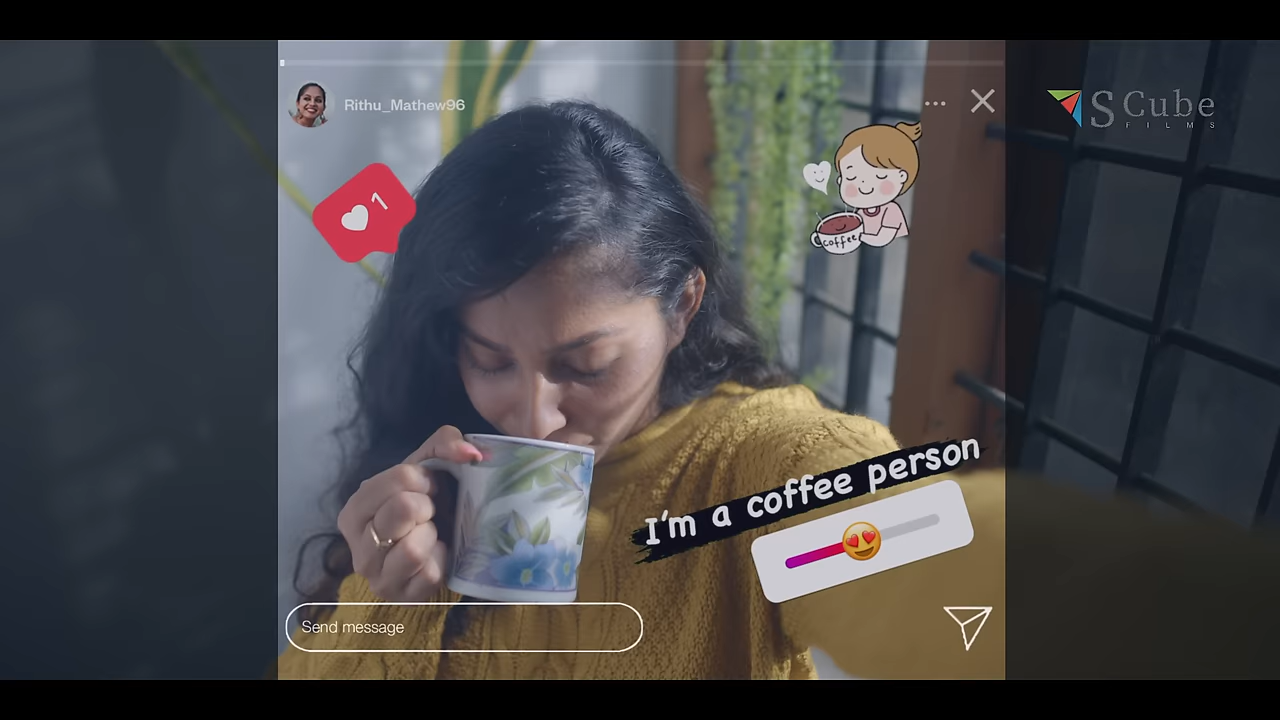 Rithu_Mathew96
S Cube
FILMS
1
coffee
I'm a coffee person
Send message